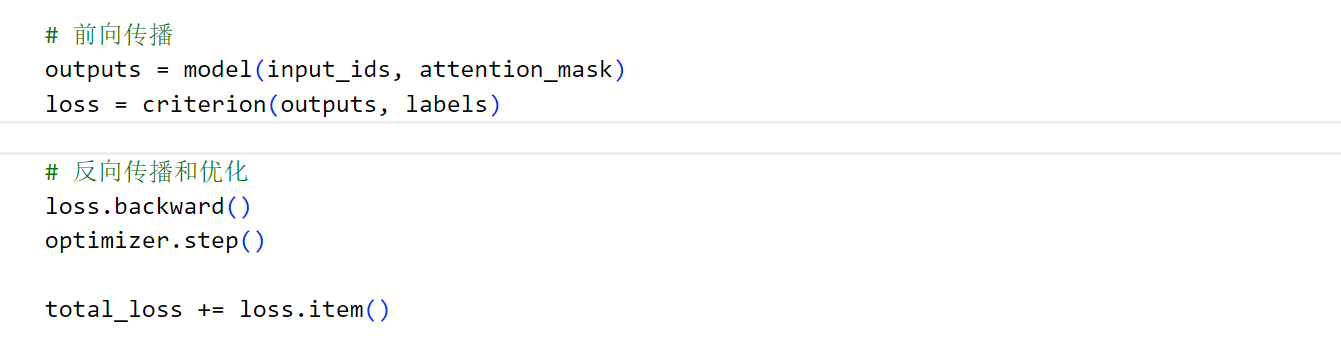 # 前向传播
outputs = model(input_ids, attention_mask)
loss = criterion(outputs, labels)
# 反向传播和优化
loss.backward()
optimizer.step()
total_loss += loss.item()